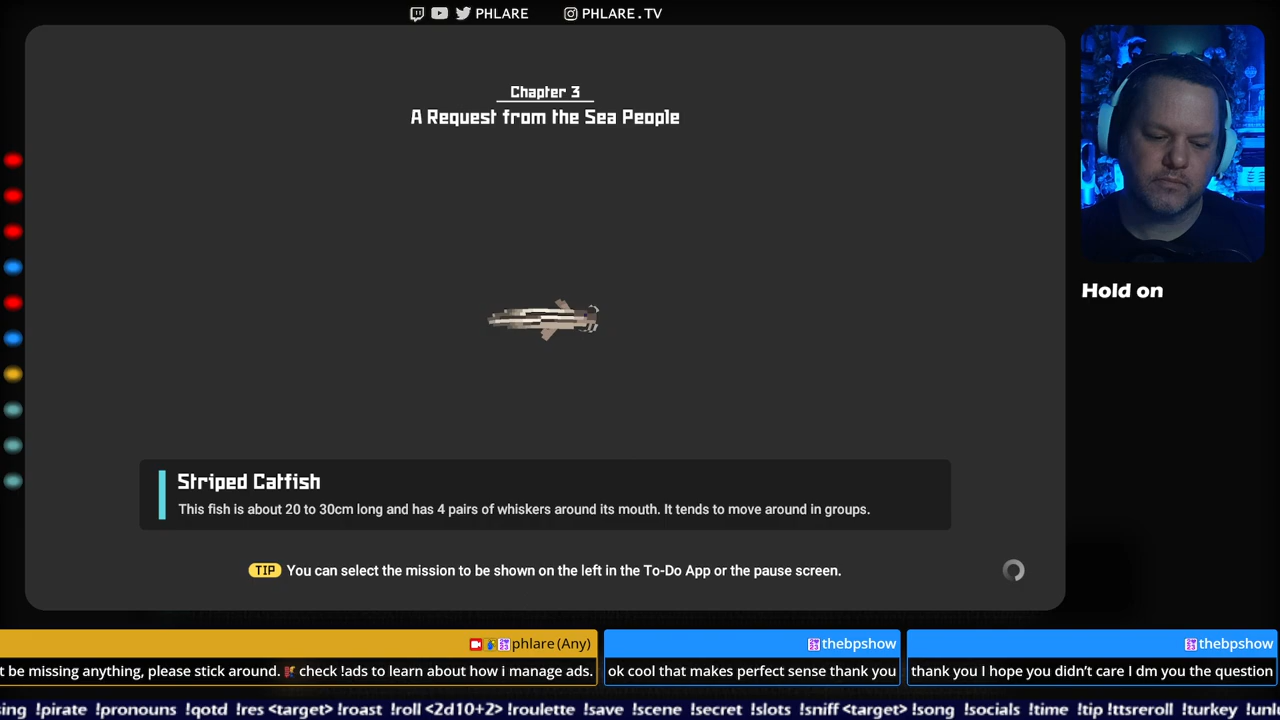 PHLARE PHLARE.TV
Chapter 3
A Request from the Sea People
Hold on
Striped Catfish
This fish is about 20 to 30cm long and has 4 pairs of whiskers around its mouth. It tends to move around in groups.
TIP You can select the mission to be shown on the left in the To-Do App or the pause screen.
phlare (Any) thebpshow thebpshow
t be missing anything, please stick around. check !ads to learn about how i manage ads. ok cool that makes perfect sense thank you thank you I hope you didn't care I dm you the question
sing !pirate !pronouns !qotd !res <target> !roast !roll <2d10+2> !roulette !save !scene !secret !slots !sniff <target> !song !socials !time !tip !ttsreroll !turkey !unl